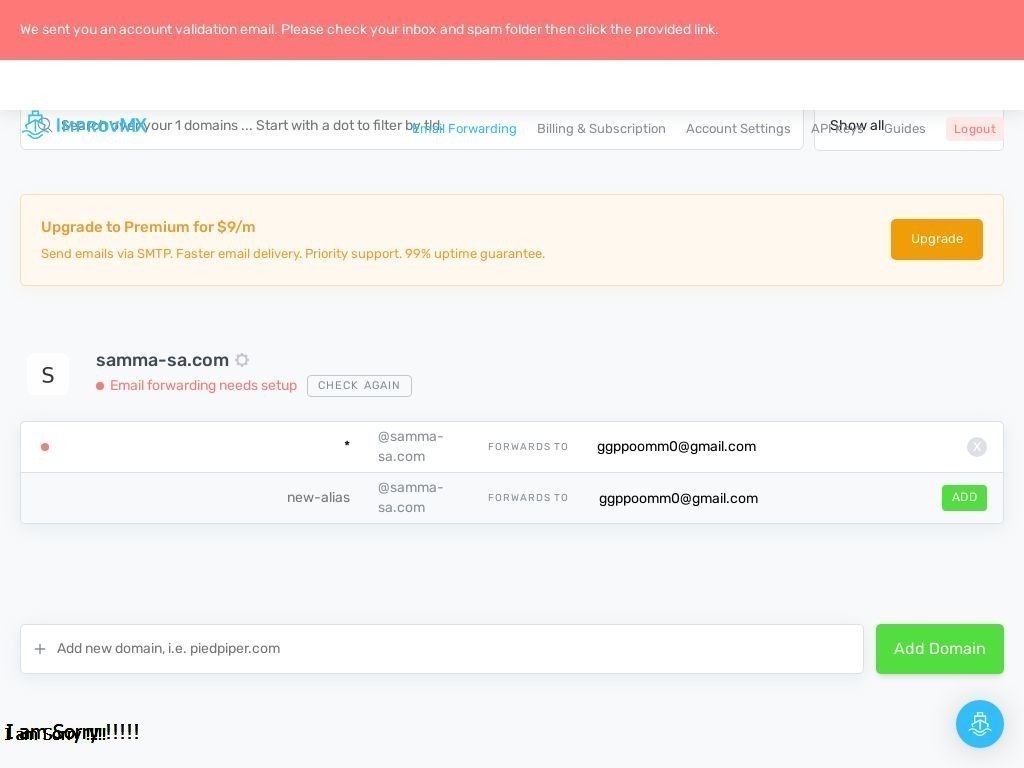 We sent you an account validation email. Please check your inbox and spam folder then click the provided link.
ImprovMX
Search over your 1 domains ... Start with a dot to filter by tld.
Email Forwarding Billing & Subscription Account Settings API Keys Guides Logout
Show all
Upgrade to Premium for $9/m
Send emails via SMTP. Faster email delivery. Priority support. 99% uptime guarantee.
Upgrade
S
samma-sa.com
Email forwarding needs setup CHECK AGAIN
* @samma-
sa.com
FORWARDS TO ggppoomm0@gmail.com X
new-alias @samma-
sa.com
FORWARDS TO ggppoomm0@gmail.com ADD
+ Add new domain, i.e. piedpiper.com Add Domain
I am Sorry !!!!!
I am Sorry !!!!!